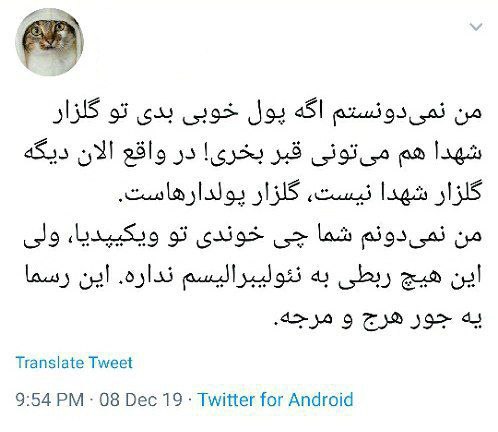 من نمی‌دونستم اگه پول خوبی بدی تو گلزار
شهدا هم می‌تونی قبر بخری! در واقع الان دیگه
گلزار شهدا نیست، گلزار پولدارهاست.
من نمی‌دونم شما چی خوندی تو ویکیپدیا، ولی
این هیچ ربطی به نئولیبرالیسم نداره. این رسما
یه جور هرج و مرجه.
Translate Tweet
9:54 PM · 08 Dec 19 · Twitter for Android